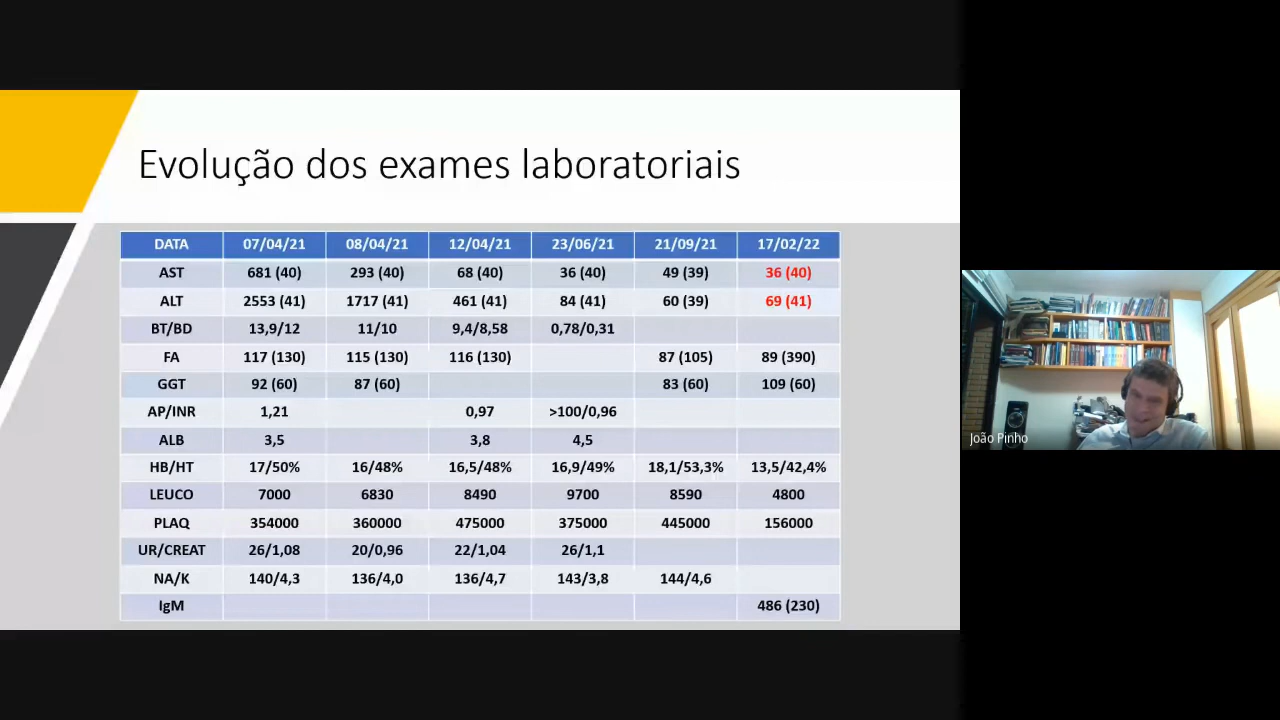 Evolução dos exames laboratoriais
DATA 07/04/21 08/04/21 12/04/21 23/06/21 21/09/21 17/02/22
AST 681 (40) 293 (40) 68 (40) 36 (40) 49 (39) 36 (40)
ALT 2553 (41) 1717 (41) 461 (41) 84 (41) 60 (39) 69 (41)
BT/BD 13,9/12 11/10 9,4/8,58 0,78/0,31
FA 117 (130) 115 (130) 116 (130) 87 (105) 89 (390)
GGT 92 (60) 87 (60) 83 (60) 109 (60)
AP/INR 1,21 0,97 >100/0,96
ALB 3,5 3,8 4,5
HB/HT 17/50% 16/48% 16,5/48% 16,9/49% 18,1/53,3% 13,5/42,4%
LEUCO 7000 6830 8490 9700 8590 4800
PLAQ 354000 360000 475000 375000 445000 156000
UR/CREAT 26/1,08 20/0,96 22/1,04 26/1,1
NA/K 140/4,3 136/4,0 136/4,7 143/3,8 144/4,6
IgM 486 (230)
João Pinho